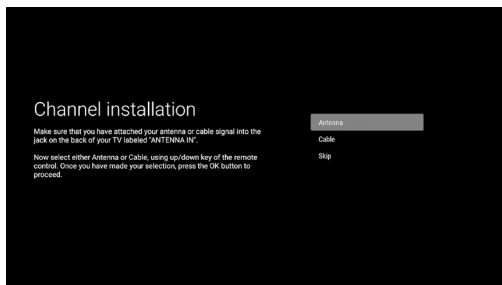 Channel installation
Make sure that you have attached your antenna or cable signal into the
jack on the back of your TV labeled "ANTENNA IN".
Now select either Antenna or Cable, using up/down key of the remote
control. Once you have made your selection, press the OK button to
proceed.
Antenna
Cable
Skip